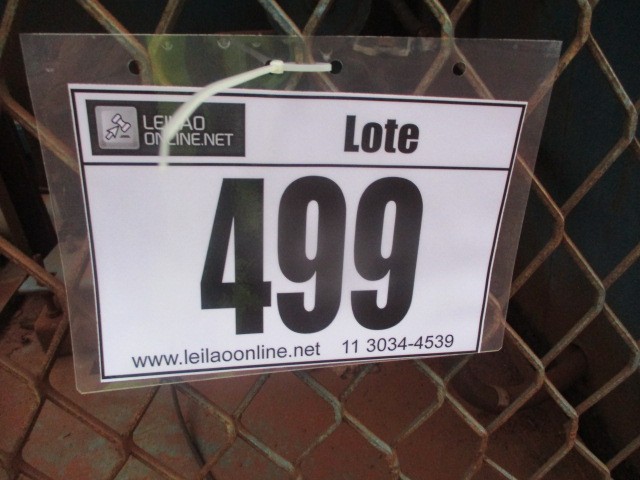 LEILAO
ONLINE.NET
Lote
499
www.leilaoonline.net 11 3034-4539